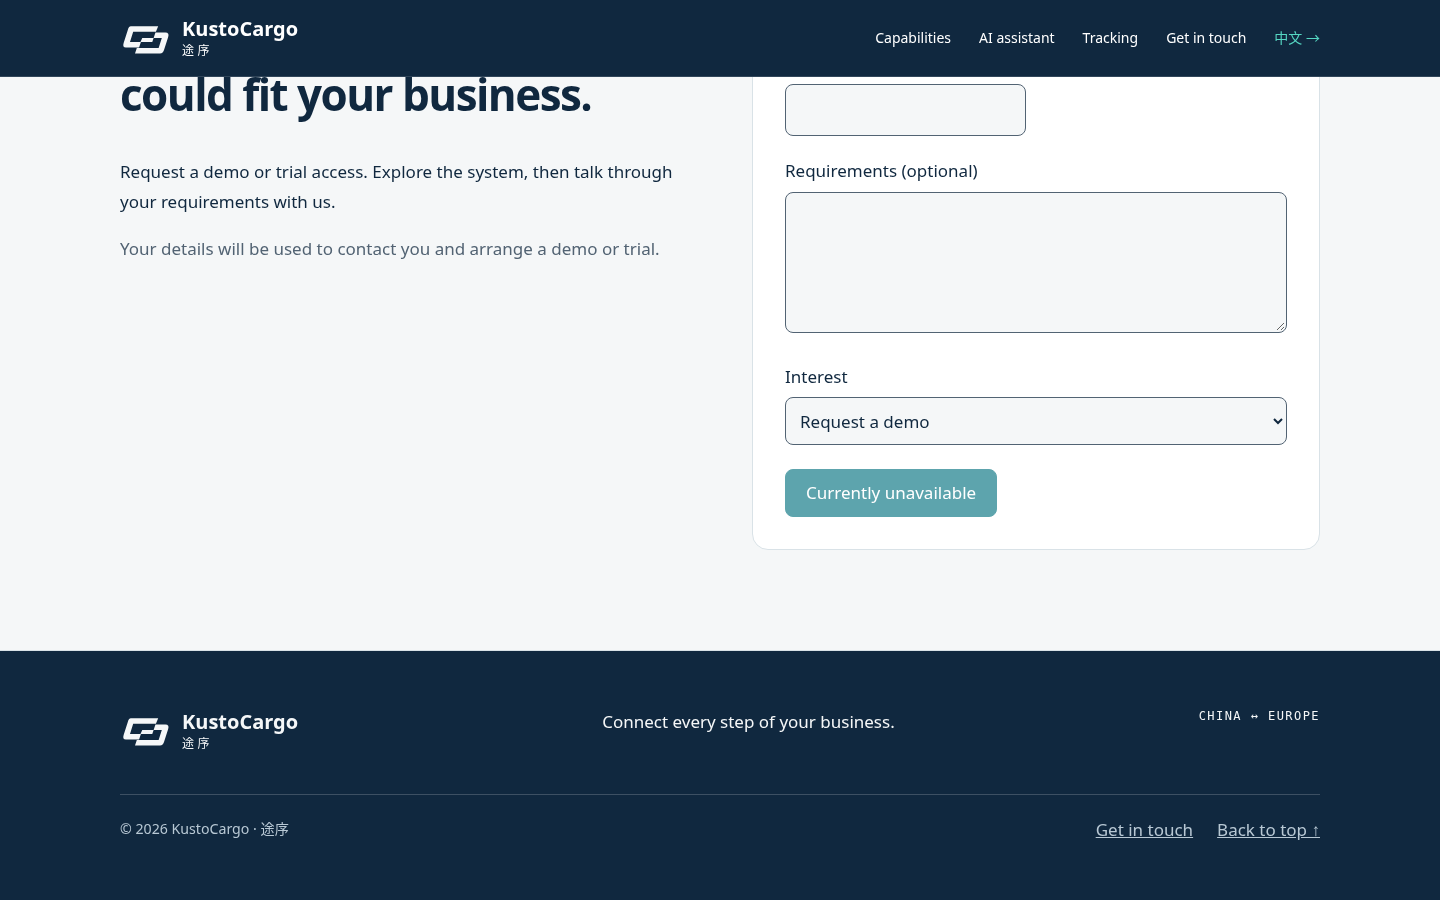 KustoCargo
途序
Capabilities
AI assistant
Tracking
Get in touch
中文 →
could fit your business.
Request a demo or trial access. Explore the system, then talk through
your requirements with us.
Your details will be used to contact you and arrange a demo or trial.
Requirements (optional)
Interest
Request a demo
Currently unavailable
KustoCargo
途序
Connect every step of your business.
CHINA ↔ EUROPE
© 2026 KustoCargo · 途序
Get in touch
Back to top ↑